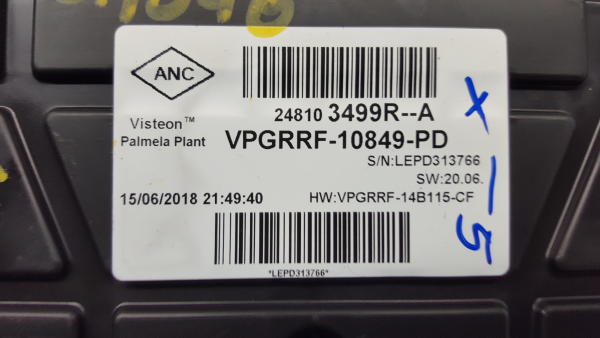 ANC
24810 3499R--A
Visteon™
Palmela Plant
VPGRRF-10849-PD
S/N:LEPD313766
SW:20.06.
15/06/2018 21:49:40
HW:VPGRRF-14B115-CF
*LEPD313766*
X-5